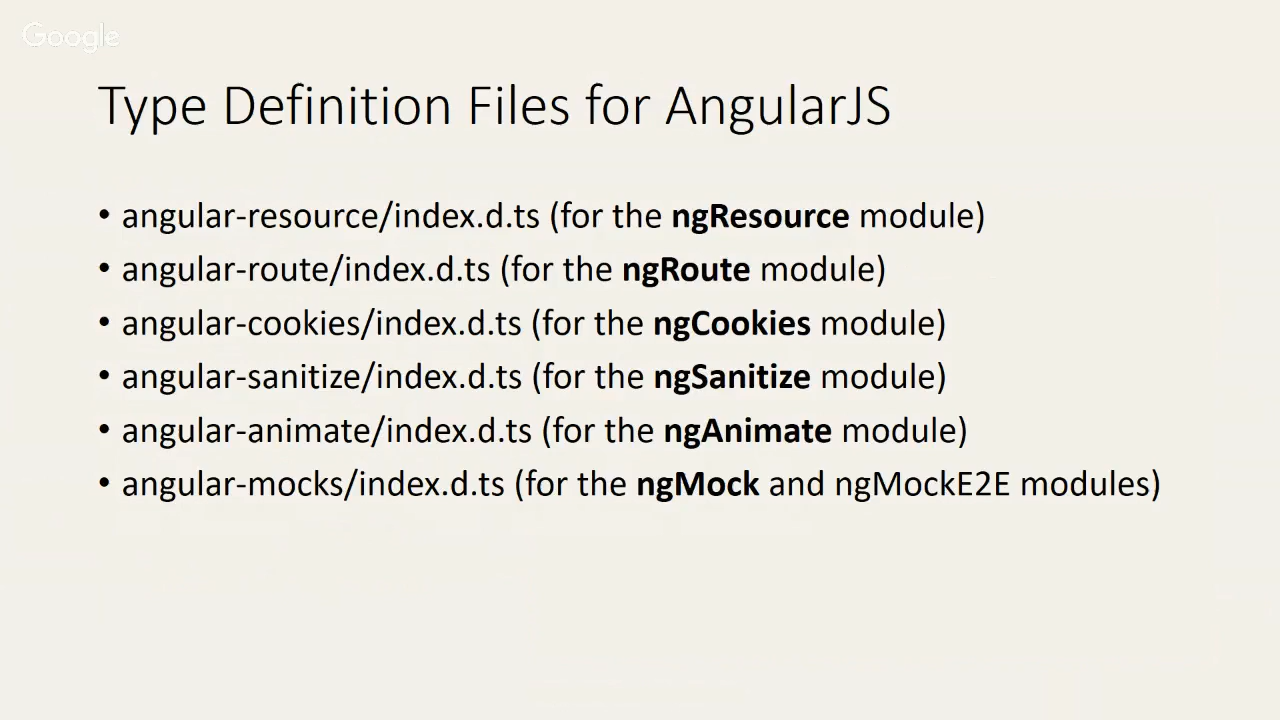 Google
Type Definition Files for AngularJS
• angular-resource/index.d.ts (for the ngResource module)
• angular-route/index.d.ts (for the ngRoute module)
• angular-cookies/index.d.ts (for the ngCookies module)
• angular-sanitize/index.d.ts (for the ngSanitize module)
• angular-animate/index.d.ts (for the ngAnimate module)
• angular-mocks/index.d.ts (for the ngMock and ngMockE2E modules)